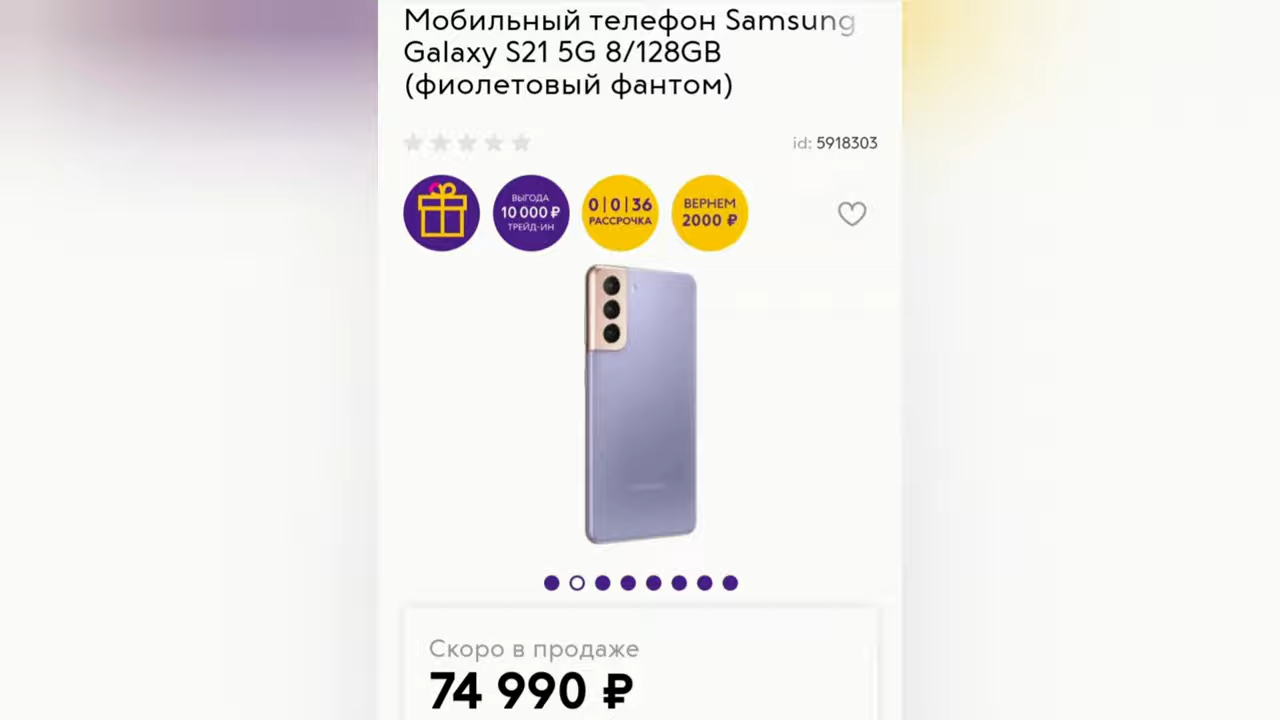 Мобильный телефон Samsung
Galaxy S21 5G 8/128GB
(фиолетовый фантом)
id: 5918303
ВЫГОДА
10 000 ₽
ТРЕЙД-ИН
0|0|36
РАССРОЧКА
ВЕРНЕМ
2000 ₽
Скоро в продаже
74 990 ₽